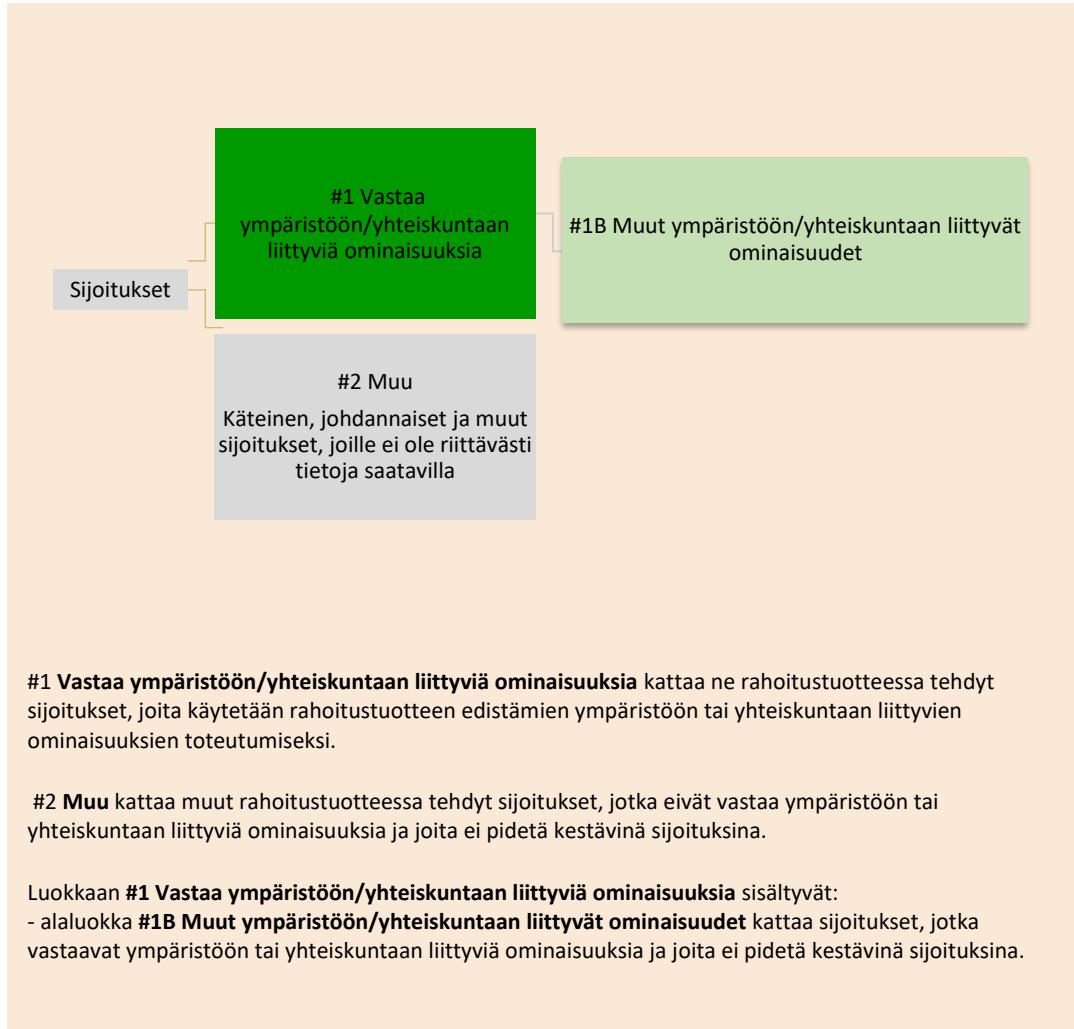 #1 Vastaa
ympäristöön/yhteiskuntaan
liittyviä ominaisuuksia
#1B Muut ympäristöön/yhteiskuntaan liittyvät
ominaisuudet
Sijoitukset
#2 Muu
Käteinen, johdannaiset ja muut
sijoitukset, joille ei ole riittävästi
tietoja saatavilla
#1 Vastaa ympäristöön/yhteiskuntaan liittyviä ominaisuuksia kattaa ne rahoitustuotteessa tehdyt
sijoitukset, joita käytetään rahoitustuotteen edistämien ympäristöön tai yhteiskuntaan liittyvien
ominaisuuksien toteutumiseksi.
#2 Muu kattaa muut rahoitustuotteessa tehdyt sijoitukset, jotka eivät vastaa ympäristöön tai
yhteiskuntaan liittyviä ominaisuuksia ja joita ei pidetä kestävinä sijoituksina.
Luokkaan #1 Vastaa ympäristöön/yhteiskuntaan liittyviä ominaisuuksia sisältyvät:
- alaluokka #1B Muut ympäristöön/yhteiskuntaan liittyvät ominaisuudet kattaa sijoitukset, jotka
vastaavat ympäristöön tai yhteiskuntaan liittyviä ominaisuuksia ja joita ei pidetä kestävinä sijoituksina.